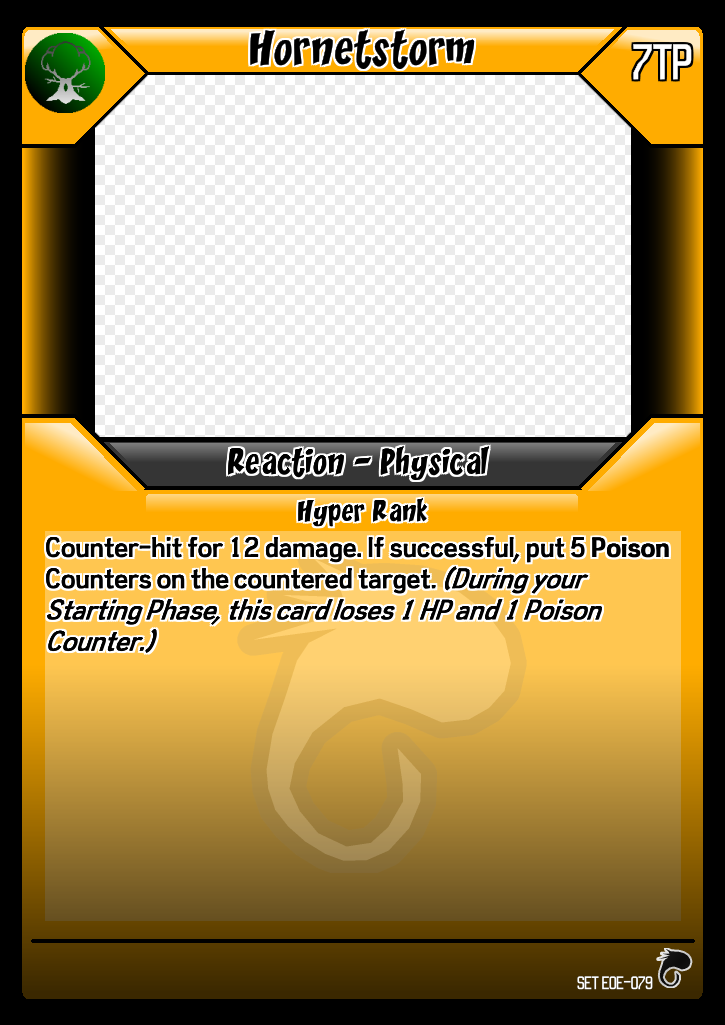 Hornetstorm
7TP
Reaction - Physical
Hyper Rank
Counter-hit for 12 damage. If successful, put 5 Poison
Counters on the countered target. (During your
Starting Phase, this card loses 1 HP and 1 Poison
Counter.)
SET EOE-079